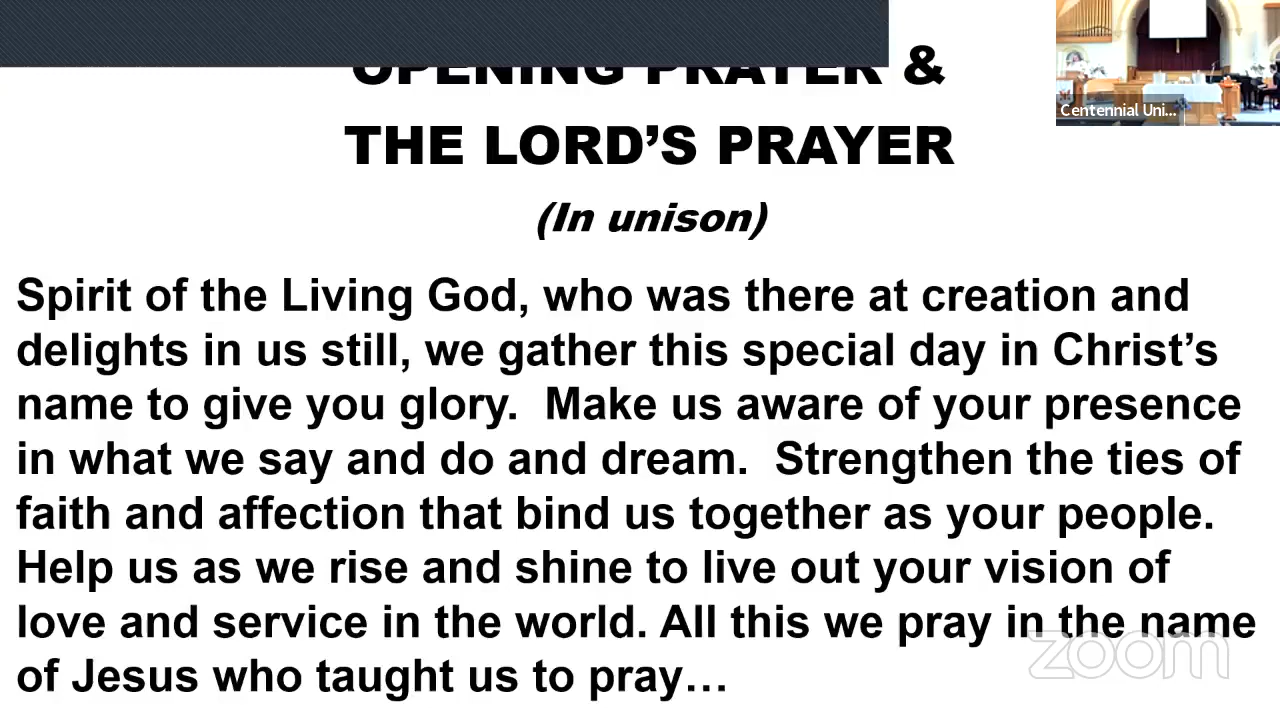 OPENING PRAYER &
THE LORD’S PRAYER
(In unison)
Spirit of the Living God, who was there at creation and
delights in us still, we gather this special day in Christ’s
name to give you glory.  Make us aware of your presence
in what we say and do and dream.  Strengthen the ties of
faith and affection that bind us together as your people.
Help us as we rise and shine to live out your vision of
love and service in the world. All this we pray in the name
of Jesus who taught us to pray…
Centennial Uni...
zoom